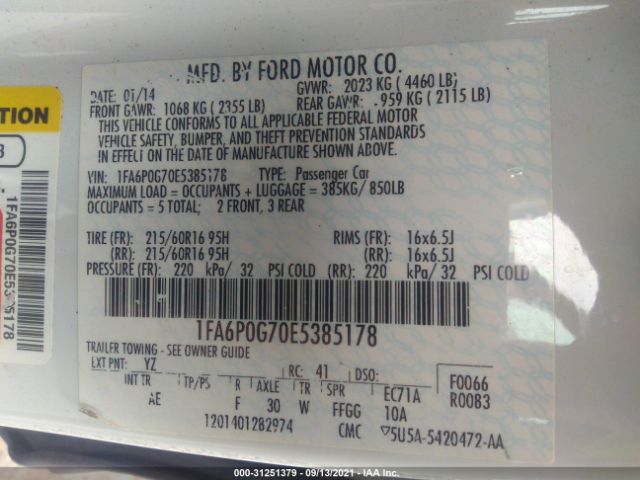 MFD. BY FORD MOTOR CO.
DATE: 01/14 GVWR: 2023 KG ( 4460 LB)
FRONT GAWR: 1068 KG ( 2355 LB) REAR GAWR: 959 KG ( 2115 LB)
THIS VEHICLE CONFORMS TO ALL APPLICABLE FEDERAL MOTOR
VEHICLE SAFETY, BUMPER, AND THEFT PREVENTION STANDARDS
IN EFFECT ON THE DATE OF MANUFACTURE SHOWN ABOVE.
VIN: 1FA6P0G70E5385178 TYPE: Passenger Car
MAXIMUM LOAD = OCCUPANTS + LUGGAGE = 385KG/ 850LB
OCCUPANTS = 5 TOTAL; 2 FRONT, 3 REAR
TIRE (FR): 215/60R16 95H RIMS (FR): 16x6.5J
(RR): 215/60R16 95H (RR): 16x6.5J
PRESSURE (FR): 220 kPa/ 32 PSI COLD (RR): 220 kPa/ 32 PSI COLD
1FA6P0G70E5385178
TRAILER TOWING - SEE OWNER GUIDE
EXT PNT: YZ RC: 41 DSO: F0066
INT TR TP/PS R AXLE TR SPR EC71A R0083
AE F 30 W FFGG 10A
1201401282974 CMC 5U5A-5420472-AA
TION
1FA6P0G70E5385178
000-31251379 - 09/13/2021 - IAA Inc.